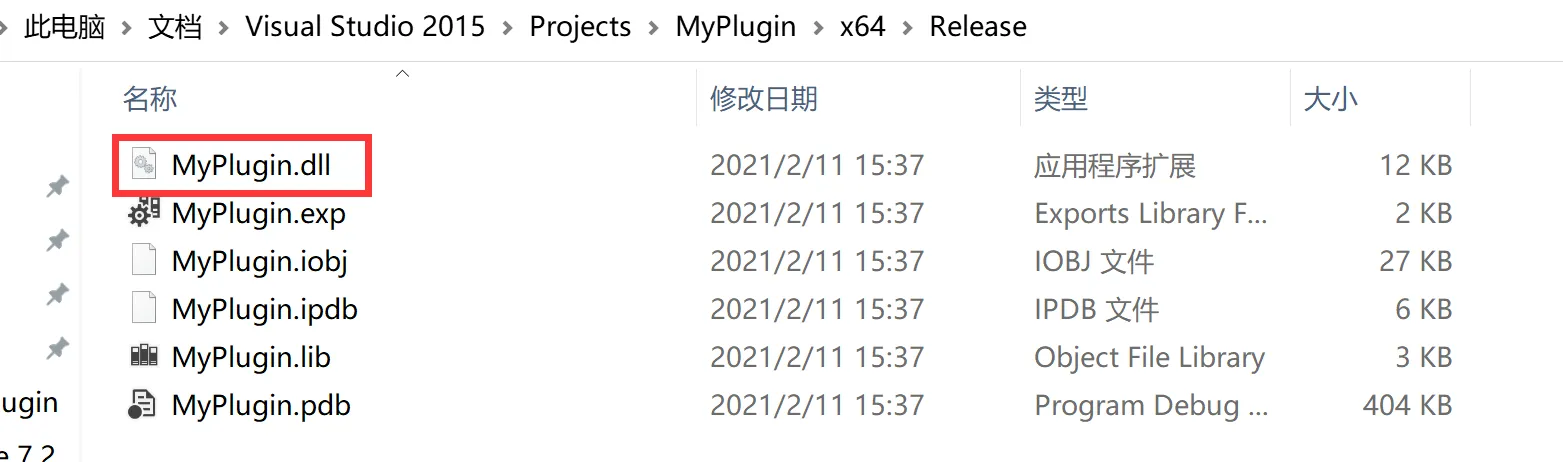 此电脑 > 文档 > Visual Studio 2015 > Projects > MyPlugin > x64 > Release
名称 修改日期 类型 大小
MyPlugin.dll 2021/2/11 15:37 应用程序扩展 12 KB
MyPlugin.exp 2021/2/11 15:37 Exports Library F... 2 KB
MyPlugin.iobj 2021/2/11 15:37 IOBJ 文件 27 KB
MyPlugin.ipdb 2021/2/11 15:37 IPDB 文件 6 KB
MyPlugin.lib 2021/2/11 15:37 Object File Library 3 KB
ugin MyPlugin.pdb 2021/2/11 15:37 Program Debug ... 404 KB
e 7.2